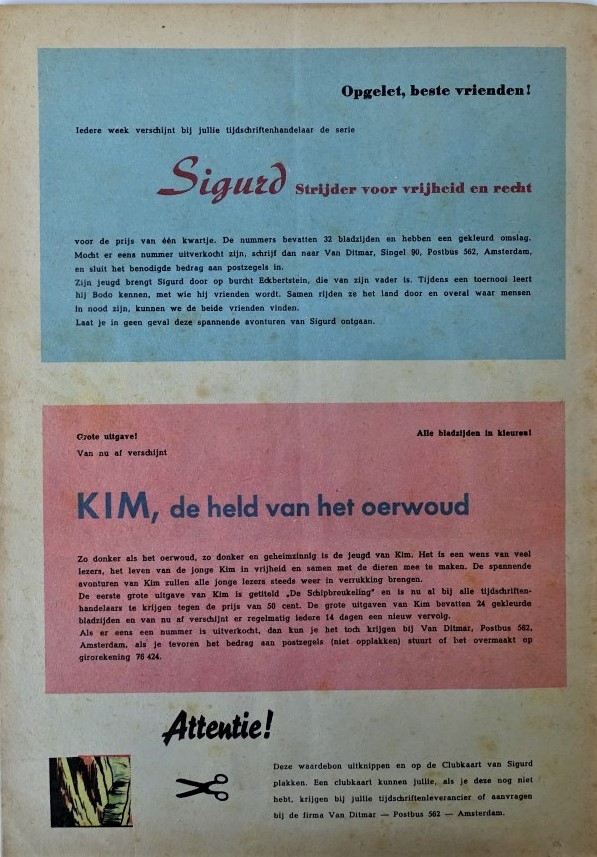 Opgelet, beste vrienden!
Iedere week verschijnt bij jullie tijdschriftenhandelaar de serie
Sigurd Strijder voor vrijheid en recht
voor de prijs van één kwartje. De nummers bevatten 32 bladzijden en hebben een gekleurd omslag.
Mocht er eens nummer uitverkocht zijn, schrijf dan naar Van Ditmar, Singel 90, Postbus 562, Amsterdam,
en sluit het benodigde bedrag aan postzegels in.
Zijn jeugd brengt Sigurd door op burcht Eckbertstein, die van zijn vader is. Tijdens een toernooi leert
hij Bodo kennen, met wie hij vrienden wordt. Samen rijden ze het land door en overal waar mensen
in nood zijn, kunnen we de beide vrienden vinden.
Laat je in geen geval deze spannende avonturen van Sigurd ontgaan.
Grote uitgave! Alle bladzijden in kleuren!
Van nu af verschijnt
KIM, de held van het oerwoud
Zo donker als het oerwoud, zo donker en geheimzinnig is de jeugd van Kim. Het is een wens van veel
lezers, het leven van de jonge Kim in vrijheid en samen met de dieren mee te maken. De spannende
avonturen van Kim zullen alle jonge lezers steeds weer in verrukking brengen.
De eerste grote uitgave van Kim is getiteld „De Schipbreukeling" en is nu al bij alle tijdschriften-
handelaars te krijgen tegen de prijs van 50 cent. De grote uitgaven van Kim bevatten 24 gekleurde
bladzijden en van nu af verschijnt er regelmatig iedere 14 dagen een nieuw vervolg.
Als er eens een nummer is uitverkocht, dan kun je het toch krijgen bij Van Ditmar, Postbus 562,
Amsterdam, als je tevoren het bedrag aan postzegels (niet opplakken) stuurt of het overmaakt op
girorekening 76 424.
Attentie!
Deze waardebon uitknippen en op de Clubkaart van Sigurd
plakken. Een clubkaart kunnen jullie, als je deze nog niet
hebt, krijgen bij jullie tijdschriftenleverancier of aanvragen
bij de firma Van Ditmar — Postbus 562 — Amsterdam.